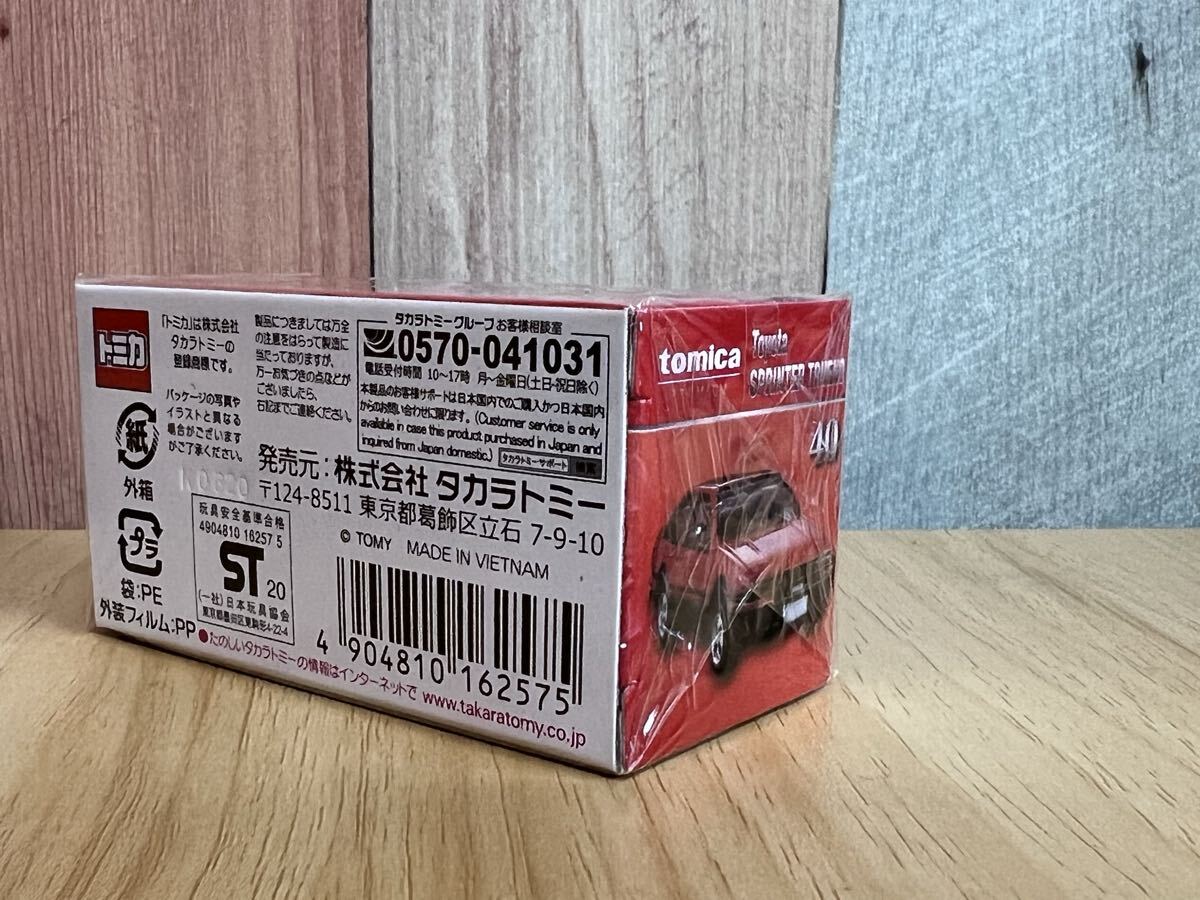 トミカ
「トミカ」は株式会社
タカラトミーの
登録商標です。
パッケージの写真や
イラストと異なる
場合がございます
がご了承ください。
製品につきましては万全
の注意をはらって製造に
当たっておりますが、
万一お気づきの点などが
ございましたら、
右記までご連絡ください。
タカラトミーグループ お客様相談室
0570-041031
電話受付時間 10〜17時 月〜金曜日(土日・祝日除く)
本製品のお客様サポートは日本国内でのご購入かつ日本国内
からのお問い合わせに限ります。(Customer service is only
available in case this product purchased in Japan and
inquired from Japan domestic.)
タカラトミーサポート 検索
紙
外箱
プラ
袋:PE
外装フィルム:PP
発売元:株式会社 タカラトミー
〒124-8511 東京都葛飾区立石 7-9-10
© TOMY MADE IN VIETNAM
玩具安全基準合格
4904810 16257 5
ST 20
(一社)日本玩具協会
東京都墨田区東駒形4-22-4
4 904810 162575
●たのしいタカラトミーの情報はインターネットで www.takaratomy.co.jp
tomica
Toyota
SPRINTER TRUENO
40